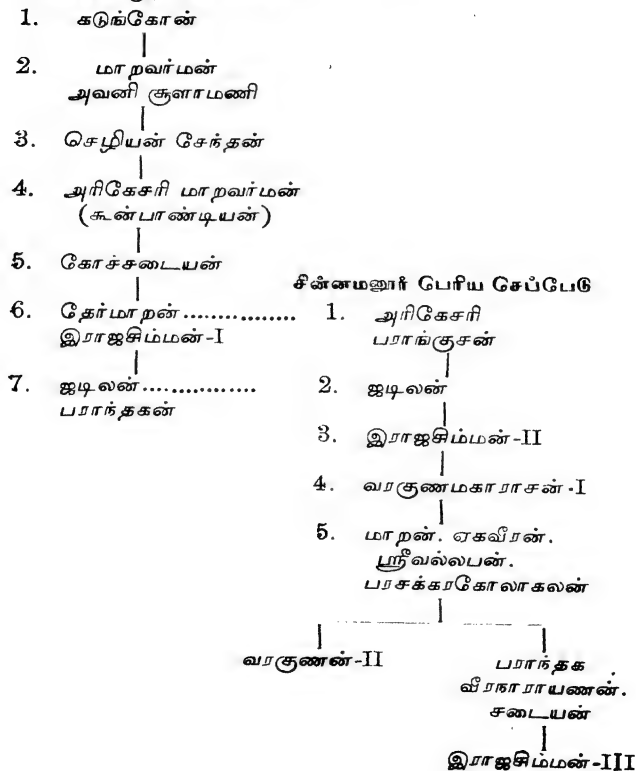 1. கடுங்கோன்
2. மாறவர்மன்
அவனி சூளாமணி
3. செழியன் சேந்தன்
4. அரிகேசரி மாறவர்மன்
(கூன்பாண்டியன்)
5. கோச்சடையன்
6. தேர்மாறன்................
இராஜசிம்மன்-I
7. ஜடிலன்................
பராந்தகன்
சின்னமனூர் பெரிய செப்பேடு
1. அரிகேசரி
பராங்குசன்
2. ஜடிலன்
3. இராஜசிம்மன்-II
4. வரகுணமகாராசன்-I
5. மாறன். ஏகவீரன்.
ஸ்ரீவல்லபன்.
பரசக்கரகோலாகலன்
வரகுணன்-II
பராந்தக
வீரநாராயணன்.
சடையன்
இராஜசிம்மன்-III